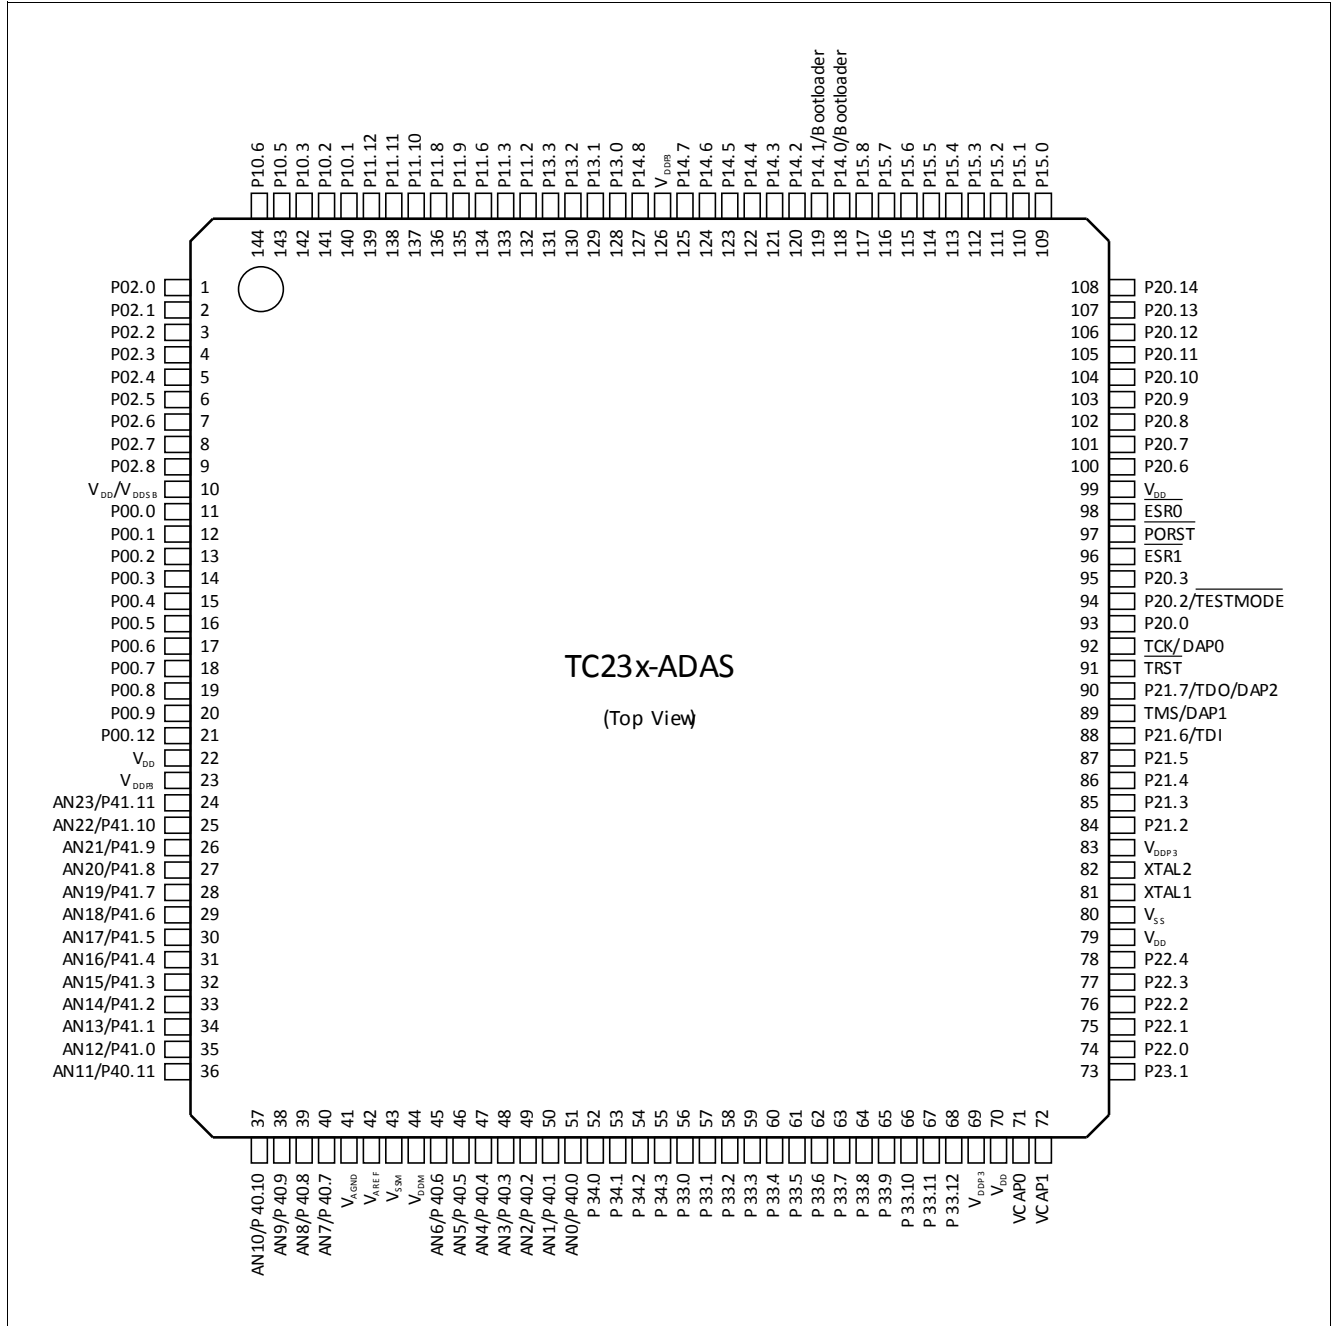 P10.6
P10.5
P10.3
P10.2
P10.1
P11.12
P11.11
P11.10
P11.8
P11.9
P11.6
P11.3
P11.2
P13.3
P13.2
P13.1
P13.0
P14.8
VDDP3
P14.7
P14.6
P14.5
P14.4
P14.3
P14.2
P14.1/Bootloader
P14.0/Bootloader
P15.8
P15.7
P15.6
P15.5
P15.4
P15.3
P15.2
P15.1
P15.0
144
143
142
141
140
139
138
137
136
135
134
133
132
131
130
129
128
127
126
125
124
123
122
121
120
119
118
117
116
115
114
113
112
111
110
109
P02.0 1
P02.1 2
P02.2 3
P02.3 4
P02.4 5
P02.5 6
P02.6 7
P02.7 8
P02.8 9
VDD/VDDSB 10
P00.0 11
P00.1 12
P00.2 13
P00.3 14
P00.4 15
P00.5 16
P00.6 17
P00.7 18
P00.8 19
P00.9 20
P00.12 21
VDD 22
VDDP3 23
AN23/P41.11 24
AN22/P41.10 25
AN21/P41.9 26
AN20/P41.8 27
AN19/P41.7 28
AN18/P41.6 29
AN17/P41.5 30
AN16/P41.4 31
AN15/P41.3 32
AN14/P41.2 33
AN13/P41.1 34
AN12/P41.0 35
AN11/P40.11 36
TC23x-ADAS
(Top View)
108 P20.14
107 P20.13
106 P20.12
105 P20.11
104 P20.10
103 P20.9
102 P20.8
101 P20.7
100 P20.6
99 VDD
98 ESR0
97 PORST
96 ESR1
95 P20.3
94 P20.2/TESTMODE
93 P20.0
92 TCK/DAP0
91 TRST
90 P21.7/TDO/DAP2
89 TMS/DAP1
88 P21.6/TDI
87 P21.5
86 P21.4
85 P21.3
84 P21.2
83 VDDP3
82 XTAL2
81 XTAL1
80 VSS
79 VDD
78 P22.4
77 P22.3
76 P22.2
75 P22.1
74 P22.0
73 P23.1
37
38
39
40
41
42
43
44
45
46
47
48
49
50
51
52
53
54
55
56
57
58
59
60
61
62
63
64
65
66
67
68
69
70
71
72
AN10/P40.10
AN9/P40.9
AN8/P40.8
AN7/P40.7
VAGND
VAREF
VSSM
VDDM
AN6/P40.6
AN5/P40.5
AN4/P40.4
AN3/P40.3
AN2/P40.2
AN1/P40.1
AN0/P40.0
P34.0
P34.1
P34.2
P34.3
P33.0
P33.1
P33.2
P33.3
P33.4
P33.5
P33.6
P33.7
P33.8
P33.9
P33.10
P33.11
P33.12
VDDP3
VDD
VCAP0
VCAP1